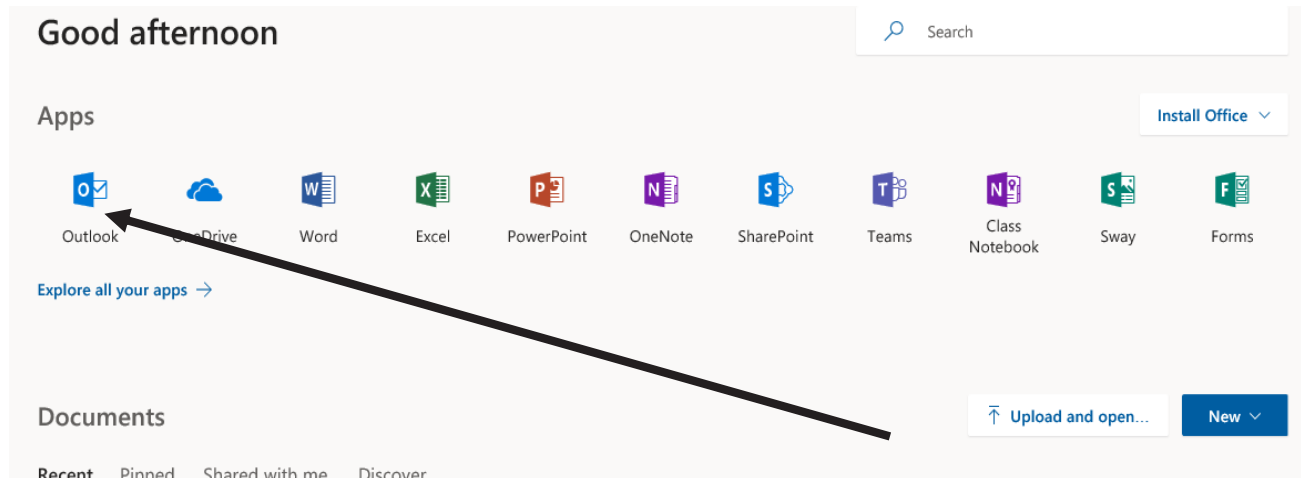 Good afternoon
Search
Apps
Install Office
Outlook OneDrive Word Excel PowerPoint OneNote SharePoint Teams Class Notebook Sway Forms
Explore all your apps →
Documents
Upload and open... New
Recent Pinned Shared with me Discover